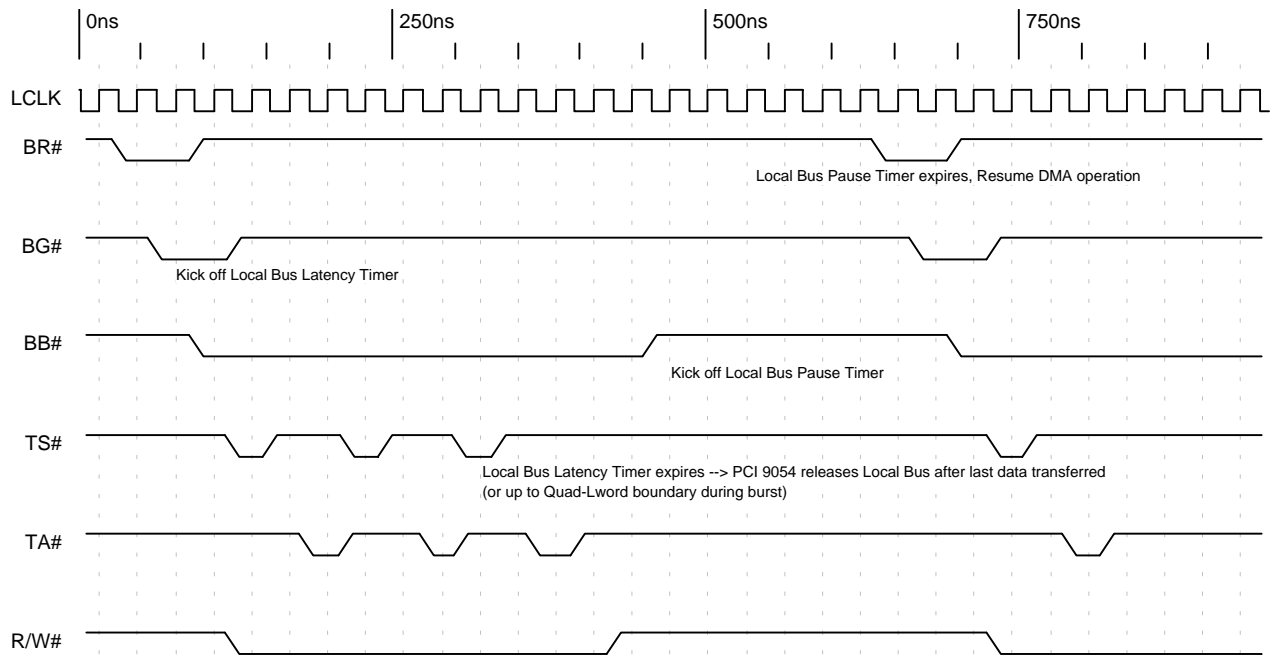 0ns
250ns
500ns
750ns
LCLK
BR#
Local Bus Pause Timer expires, Resume DMA operation
BG#
Kick off Local Bus Latency Timer
BB#
Kick off Local Bus Pause Timer
TS#
Local Bus Latency Timer expires --> PCI 9054 releases Local Bus after last data transferred
(or up to Quad-Lword boundary during burst)
TA#
R/W#